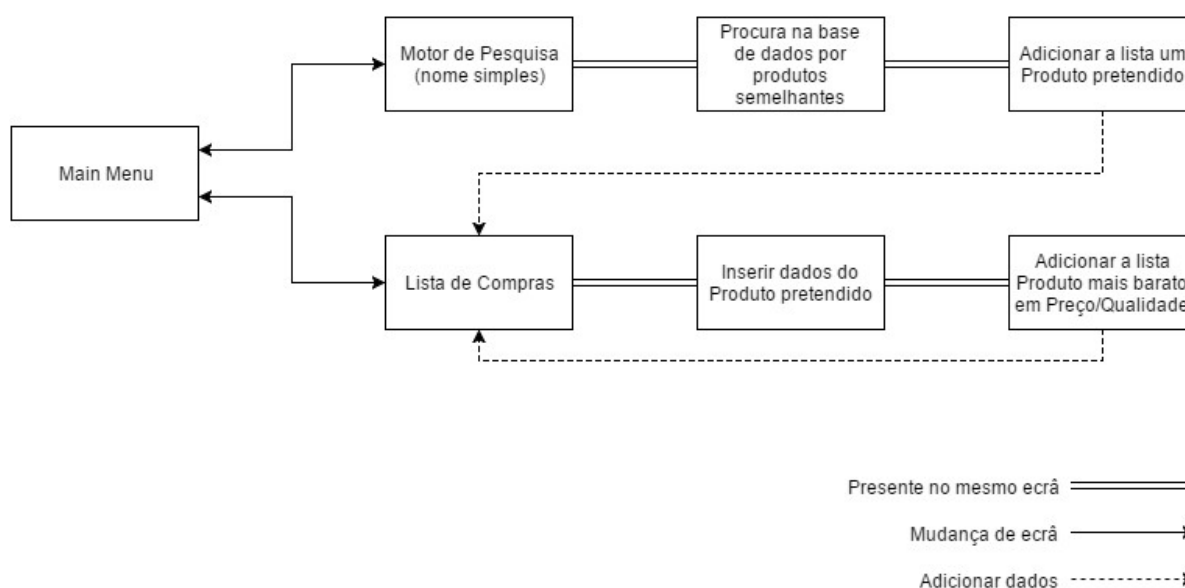 Motor de Pesquisa
(nome simples)
Procura na base
de dados por
produtos
semelhantes
Adicionar a lista um
Produto pretendido
Main Menu
Lista de Compras
Inserir dados do
Produto pretendido
Adicionar a lista
Produto mais barato
em Preço/Qualidade
Presente no mesmo ecrâ
Mudança de ecrâ
Adicionar dados